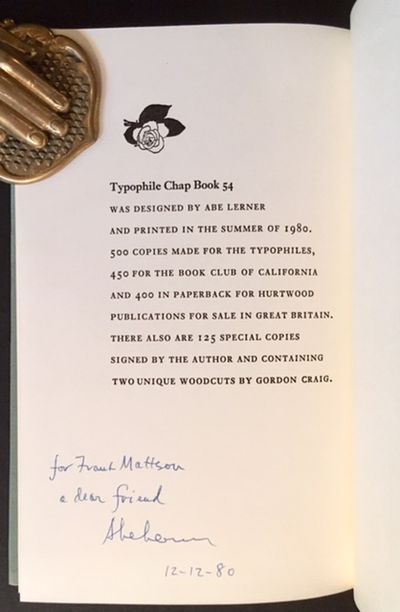 Typophile Chap Book 54
WAS DESIGNED BY ABE LERNER
AND PRINTED IN THE SUMMER OF 1980.
500 COPIES MADE FOR THE TYPOPHILES,
450 FOR THE BOOK CLUB OF CALIFORNIA
AND 400 IN PAPERBACK FOR HURTWOOD
PUBLICATIONS FOR SALE IN GREAT BRITAIN.
THERE ALSO ARE 125 SPECIAL COPIES
SIGNED BY THE AUTHOR AND CONTAINING
TWO UNIQUE WOODCUTS BY GORDON CRAIG.
for Frank Mattson
a dear friend
Abe Lerner
12-12-80